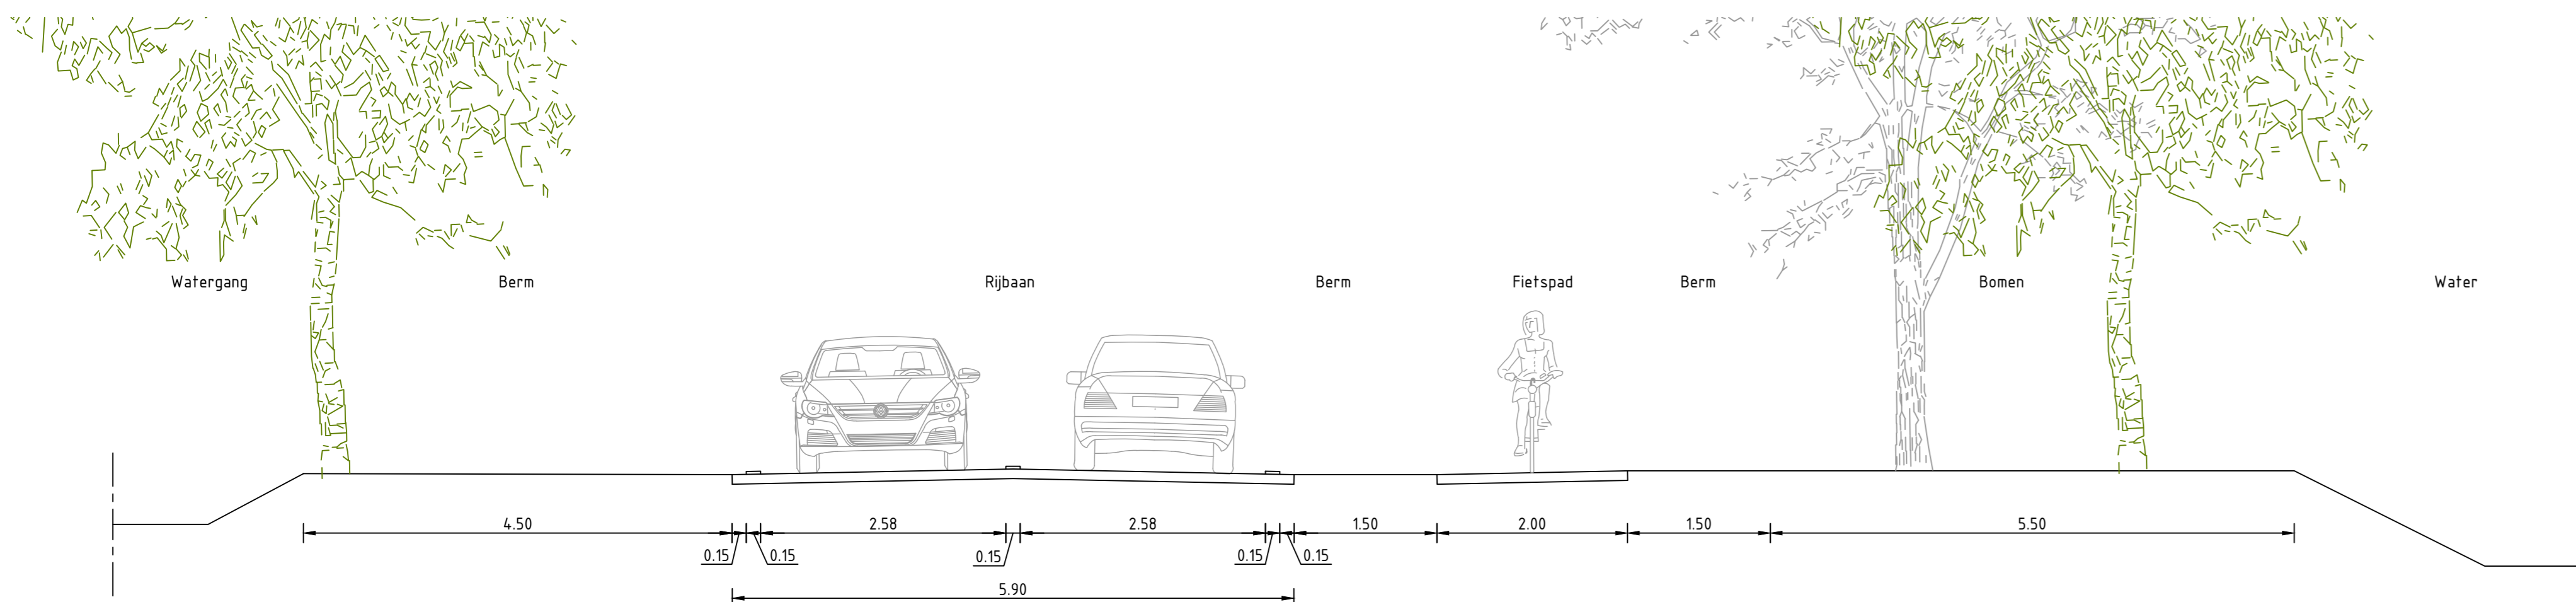 Watergang Berm Rijbaan Berm Fietspad Berm Bomen Water
4.50 2.58 2.58 1.50 2.00 1.50 5.50
0.15 0.15 0.15 0.15 0.15
5.90